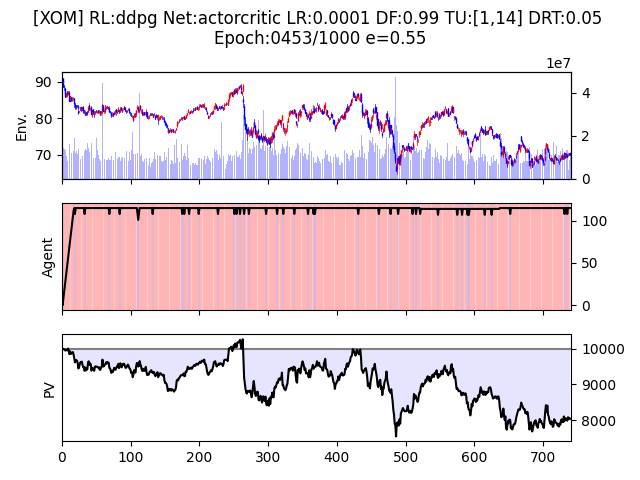 [XOM] RL:ddpg Net:actorcritic LR:0.0001 DF:0.99 TU:[1,14] DRT:0.05
Epoch:0453/1000 e=0.55
1e7
Env.
90
80
70
4
2
0
Agent
100
50
0
PV
10000
9000
8000
0 100 200 300 400 500 600 700